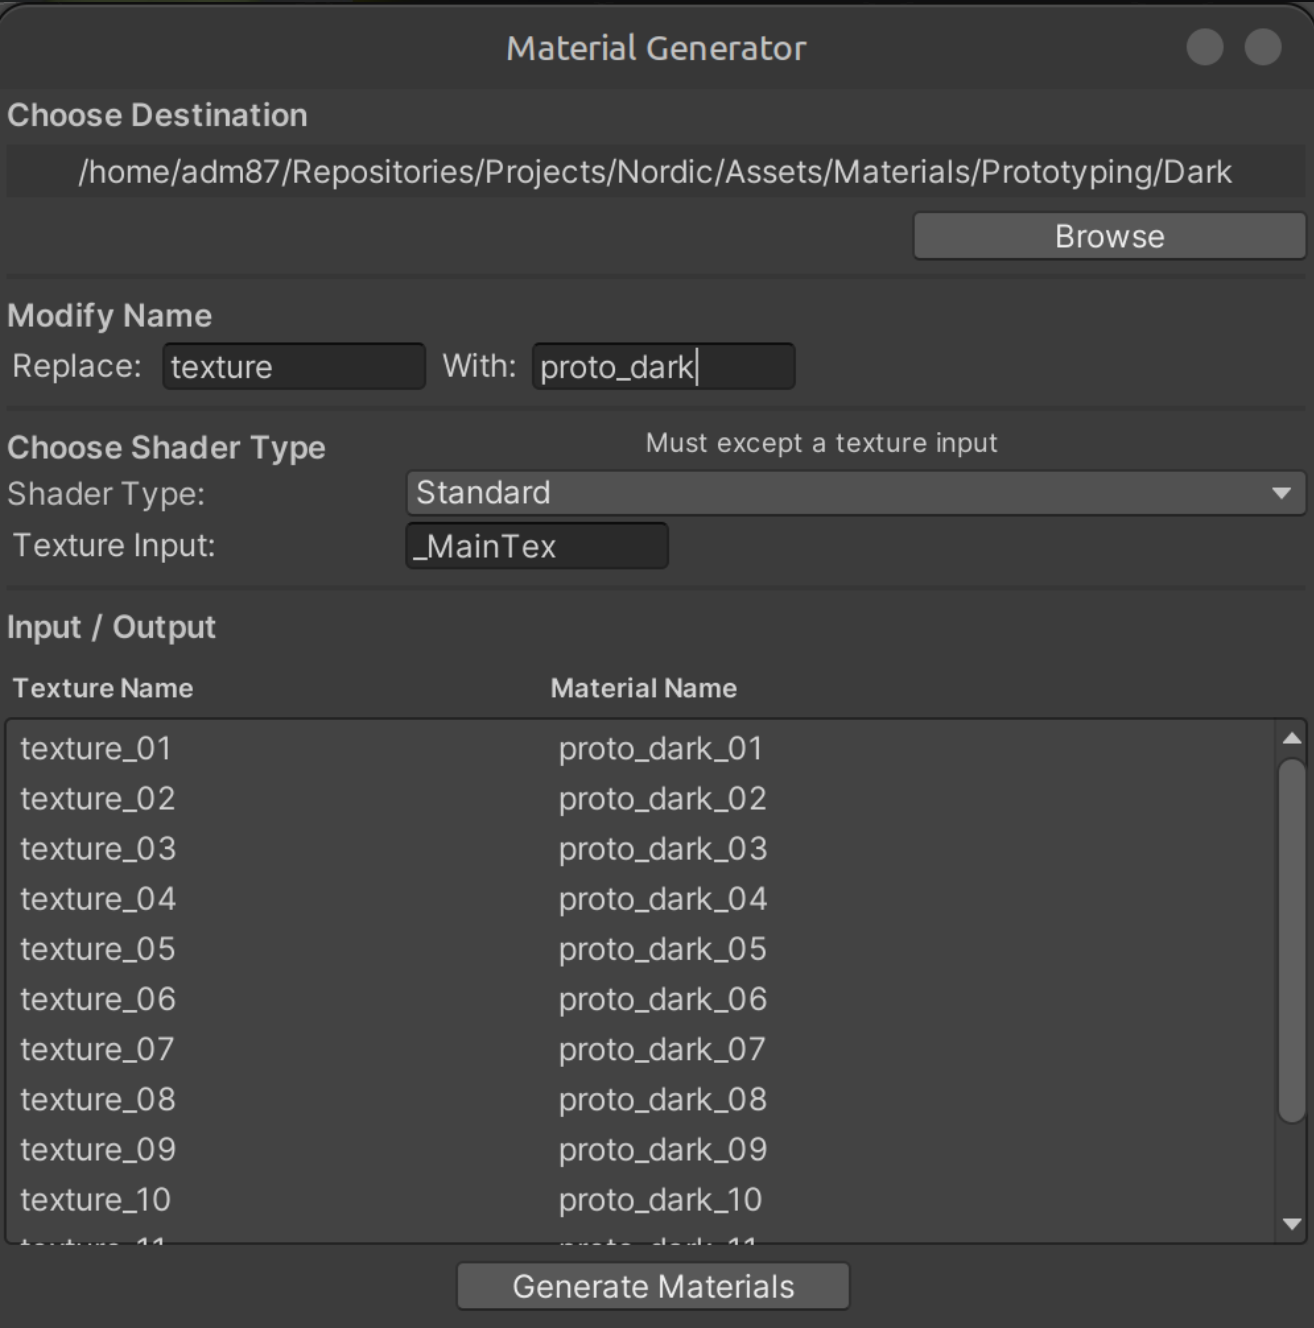 Material Generator
Choose Destination
/home/adm87/Repositories/Projects/Nordic/Assets/Materials/Prototyping/Dark
Browse
Modify Name
Replace: texture With: proto_dark
Choose Shader Type Must except a texture input
Shader Type: Standard
Texture Input: _MainTex
Input / Output
Texture Name Material Name
texture_01 proto_dark_01
texture_02 proto_dark_02
texture_03 proto_dark_03
texture_04 proto_dark_04
texture_05 proto_dark_05
texture_06 proto_dark_06
texture_07 proto_dark_07
texture_08 proto_dark_08
texture_09 proto_dark_09
texture_10 proto_dark_10
texture_11 proto_dark_11
Generate Materials